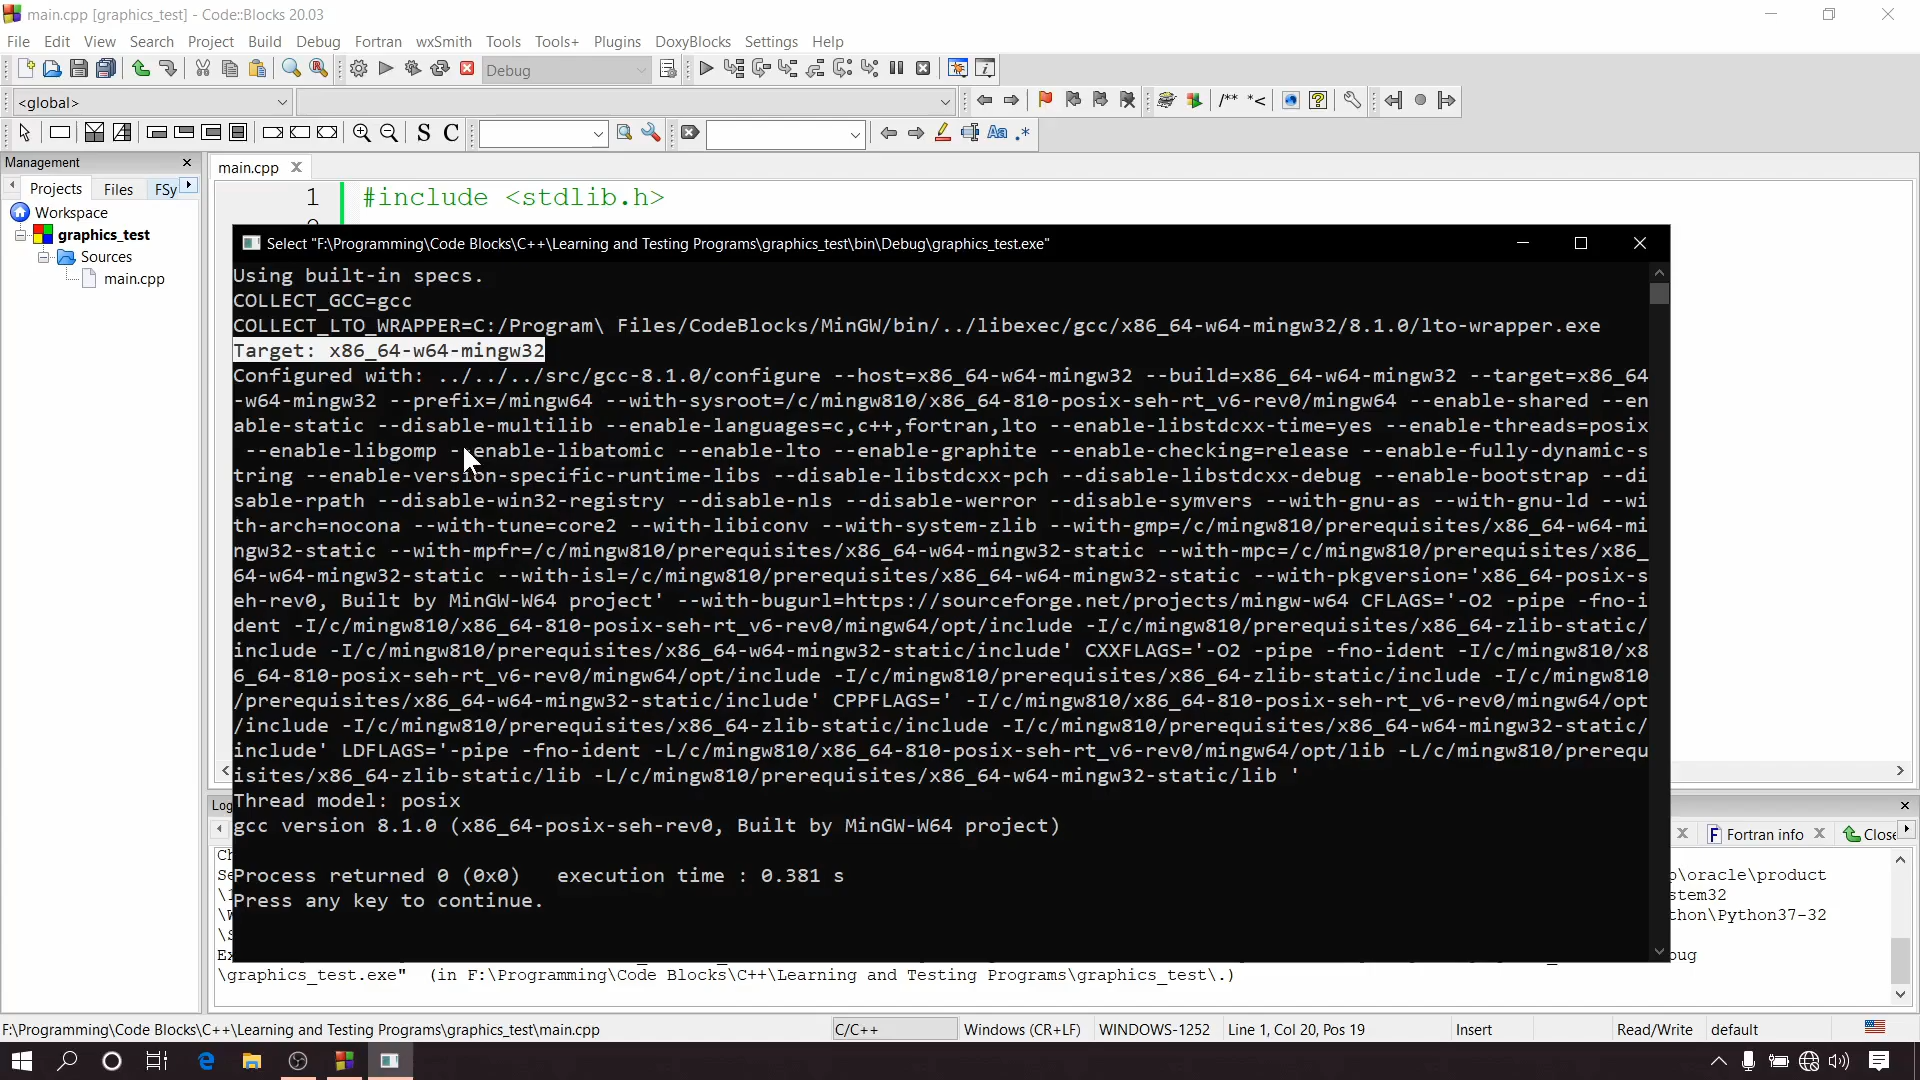 main.cpp [graphics_test] - Code::Blocks 20.03
File Edit View Search Project Build Debug Fortran wxSmith Tools Tools+ Plugins DoxyBlocks Settings Help
Debug
<global>
/** *<
S C
Aa .*
Management
main.cpp
Projects Files FSy
Workspace
graphics_test
Sources
main.cpp
1 #include <stdlib.h>
Select "F:\Programming\Code Blocks\C++\Learning and Testing Programs\graphics_test\bin\Debug\graphics_test.exe"
Using built-in specs.
COLLECT_GCC=gcc
COLLECT_LTO_WRAPPER=C:/Program\ Files/CodeBlocks/MinGW/bin/../libexec/gcc/x86_64-w64-mingw32/8.1.0/lto-wrapper.exe
Target: x86_64-w64-mingw32
Configured with: ../../../src/gcc-8.1.0/configure --host=x86_64-w64-mingw32 --build=x86_64-w64-mingw32 --target=x86_64
-w64-mingw32 --prefix=/mingw64 --with-sysroot=/c/mingw810/x86_64-810-posix-seh-rt_v6-rev0/mingw64 --enable-shared --en
able-static --disable-multilib --enable-languages=c,c++,fortran,lto --enable-libstdcxx-time=yes --enable-threads=posix
--enable-libgomp --enable-libatomic --enable-lto --enable-graphite --enable-checking=release --enable-fully-dynamic-s
tring --enable-version-specific-runtime-libs --disable-libstdcxx-pch --disable-libstdcxx-debug --enable-bootstrap --di
sable-rpath --disable-win32-registry --disable-nls --disable-werror --disable-symvers --with-gnu-as --with-gnu-ld --wi
th-arch=nocona --with-tune=core2 --with-libiconv --with-system-zlib --with-gmp=/c/mingw810/prerequisites/x86_64-w64-mi
ngw32-static --with-mpfr=/c/mingw810/prerequisites/x86_64-w64-mingw32-static --with-mpc=/c/mingw810/prerequisites/x86_
64-w64-mingw32-static --with-isl=/c/mingw810/prerequisites/x86_64-w64-mingw32-static --with-pkgversion='x86_64-posix-s
eh-rev0, Built by MinGW-W64 project' --with-bugurl=https://sourceforge.net/projects/mingw-w64 CFLAGS='-O2 -pipe -fno-i
dent -I/c/mingw810/x86_64-810-posix-seh-rt_v6-rev0/mingw64/opt/include -I/c/mingw810/prerequisites/x86_64-zlib-static/
include -I/c/mingw810/prerequisites/x86_64-w64-mingw32-static/include' CXXFLAGS='-O2 -pipe -fno-ident -I/c/mingw810/x8
6_64-810-posix-seh-rt_v6-rev0/mingw64/opt/include -I/c/mingw810/prerequisites/x86_64-zlib-static/include -I/c/mingw810
/prerequisites/x86_64-w64-mingw32-static/include' CPPFLAGS=' -I/c/mingw810/x86_64-810-posix-seh-rt_v6-rev0/mingw64/opt
/include -I/c/mingw810/prerequisites/x86_64-zlib-static/include -I/c/mingw810/prerequisites/x86_64-w64-mingw32-static/
include' LDFLAGS='-pipe -fno-ident -L/c/mingw810/x86_64-810-posix-seh-rt_v6-rev0/mingw64/opt/lib -L/c/mingw810/prerequ
isites/x86_64-zlib-static/lib -L/c/mingw810/prerequisites/x86_64-w64-mingw32-static/lib '
Thread model: posix
gcc version 8.1.0 (x86_64-posix-seh-rev0, Built by MinGW-W64 project)
Process returned 0 (0x0) execution time : 0.381 s
Press any key to continue.
Log
Fortran info Close
Ch
Se p\oracle\product
stem32
thon\Python37-32
\S
Ex bug
\graphics_test.exe" (in F:\Programming\Code Blocks\C++\Learning and Testing Programs\graphics_test\.)
F:\Programming\Code Blocks\C++\Learning and Testing Programs\graphics_test\main.cpp C/C++ Windows (CR+LF) WINDOWS-1252 Line 1, Col 20, Pos 19 Insert Read/Write default